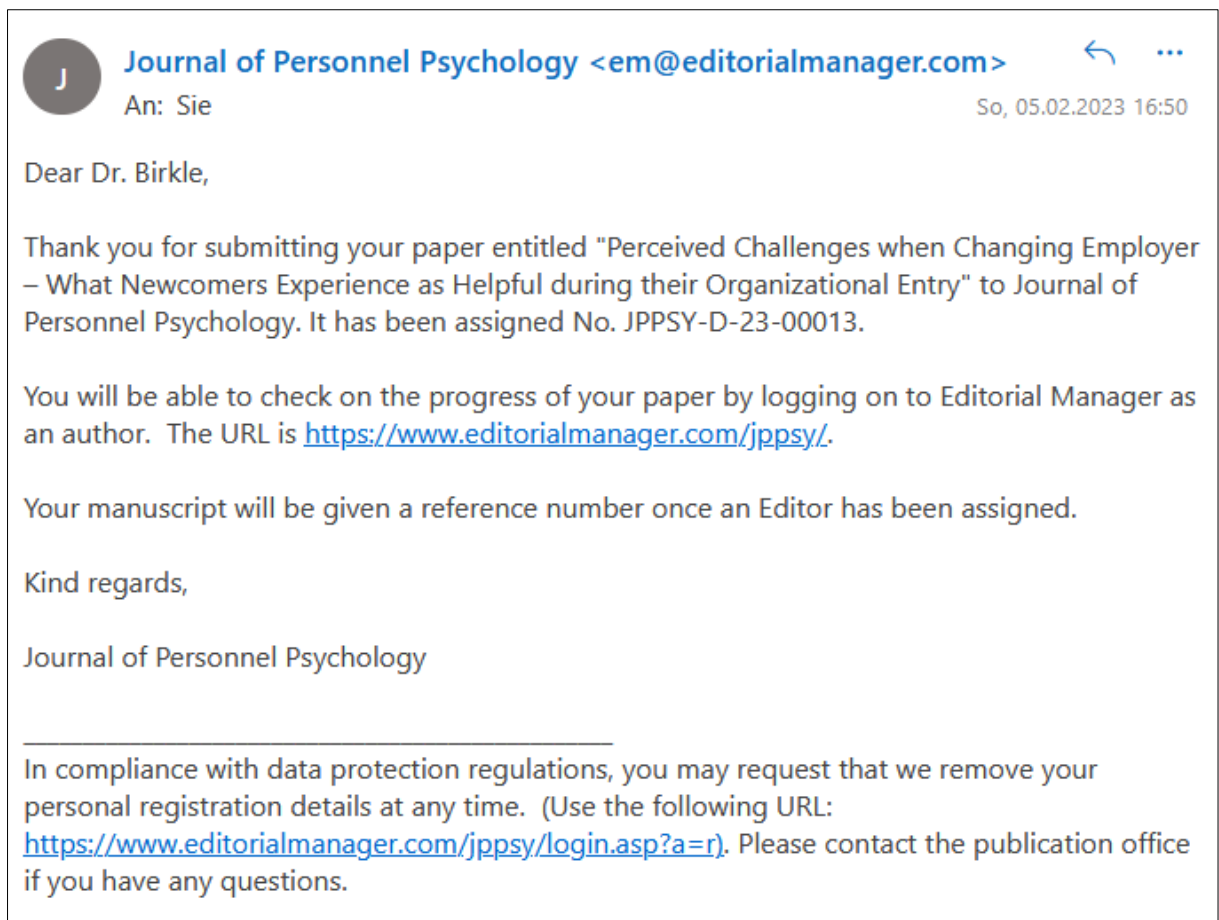 J
Journal of Personnel Psychology <em@editorialmanager.com>
An: Sie
So, 05.02.2023 16:50
Dear Dr. Birkle,
Thank you for submitting your paper entitled "Perceived Challenges when Changing Employer
– What Newcomers Experience as Helpful during their Organizational Entry" to Journal of
Personnel Psychology. It has been assigned No. JPPSY-D-23-00013.
You will be able to check on the progress of your paper by logging on to Editorial Manager as
an author.  The URL is https://www.editorialmanager.com/jppsy/.
Your manuscript will be given a reference number once an Editor has been assigned.
Kind regards,
Journal of Personnel Psychology
In compliance with data protection regulations, you may request that we remove your
personal registration details at any time.  (Use the following URL:
https://www.editorialmanager.com/jppsy/login.asp?a=r). Please contact the publication office
if you have any questions.